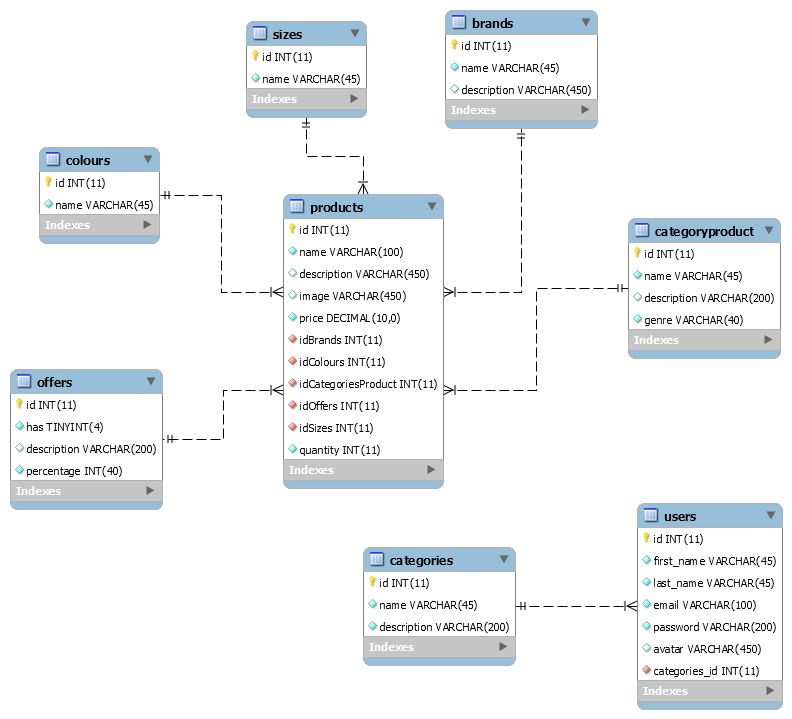 sizes
id INT(11)
name VARCHAR(45)
Indexes
brands
id INT(11)
name VARCHAR(45)
description VARCHAR(450)
Indexes
colours
id INT(11)
name VARCHAR(45)
Indexes
products
id INT(11)
name VARCHAR(100)
description VARCHAR(450)
image VARCHAR(450)
price DECIMAL(10,0)
idBrands INT(11)
idColours INT(11)
idCategoriesProduct INT(11)
idOffers INT(11)
idSizes INT(11)
quantity INT(11)
Indexes
categoryproduct
id INT(11)
name VARCHAR(45)
description VARCHAR(200)
genre VARCHAR(40)
Indexes
offers
id INT(11)
has TINYINT(4)
description VARCHAR(200)
percentage INT(40)
Indexes
categories
id INT(11)
name VARCHAR(45)
description VARCHAR(200)
Indexes
users
id INT(11)
first_name VARCHAR(45)
last_name VARCHAR(45)
email VARCHAR(100)
password VARCHAR(200)
avatar VARCHAR(450)
categories_id INT(11)
Indexes